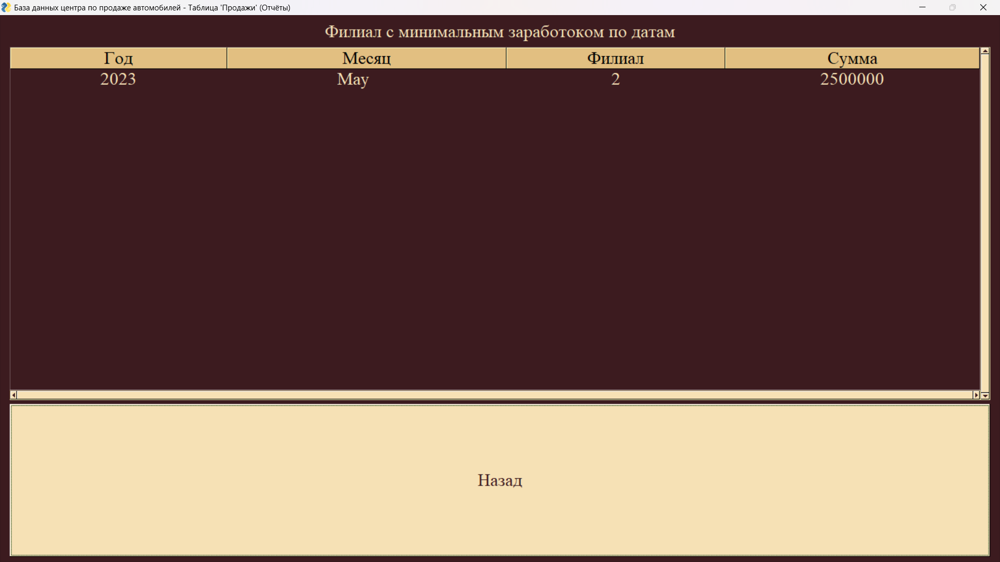 База данных центра по продаже автомобилей - Таблица 'Продажи' (Отчёты)
Филиал с минимальным заработоком по датам
Год Месяц Филиал Сумма
2023 May 2 2500000
Назад